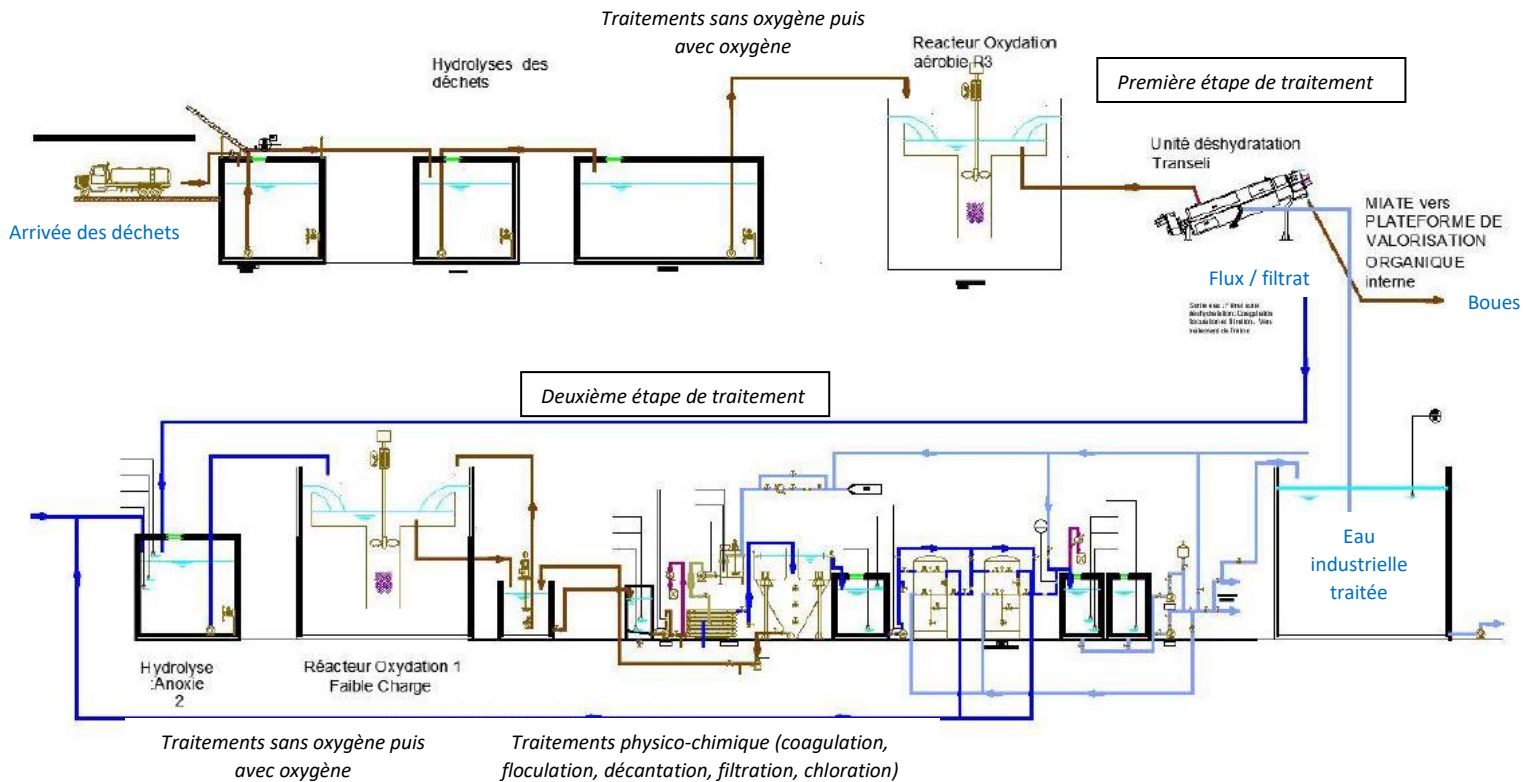 Traitements sans oxygène puis
avec oxygène
Reacteur Oxydation
aérobie R3
Hydrolyses des
déchets
Première étape de traitement
Unité déshydratation
Transeli
Arrivée des déchets
MIATE vers
PLATEFORME DE
VALORISATION
ORGANIQUE
interne
Flux / filtrat
Boues
Deuxième étape de traitement
Eau
industrielle
traitée
Hydrolyse
:Anoxie
2
Réacteur Oxydation 1
Faible Charge
Traitements sans oxygène puis
avec oxygène
Traitements physico-chimique (coagulation,
floculation, décantation, filtration, chloration)